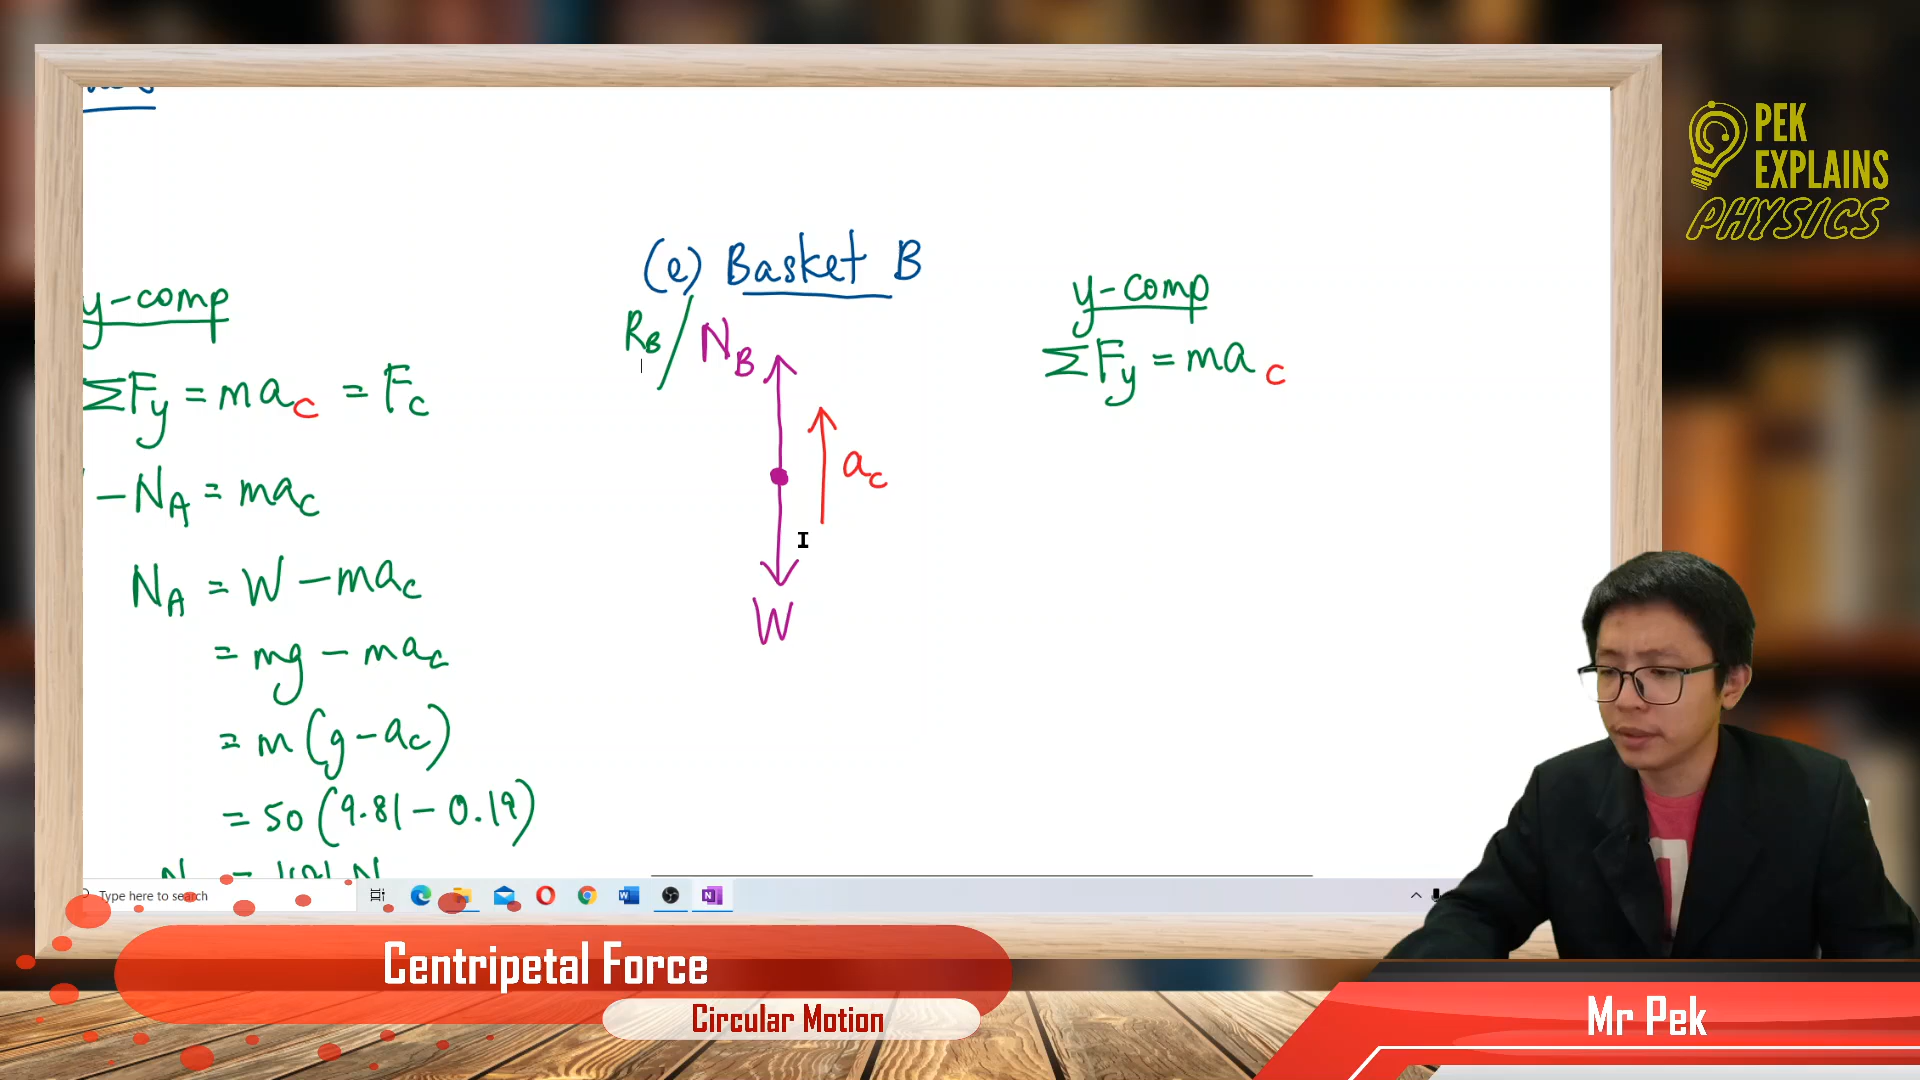 PEK
EXPLAINS
PHYSICS
y-comp
ΣFy = mac = Fc
-NA = mac
NA = W - mac
= mg - mac
= m(g-ac)
= 50(9.81 - 0.19)
(e) Basket B
RB/NB
ac
W
y-comp
ΣFy = mac
Type here to search
Centripetal Force
Circular Motion
Mr Pek